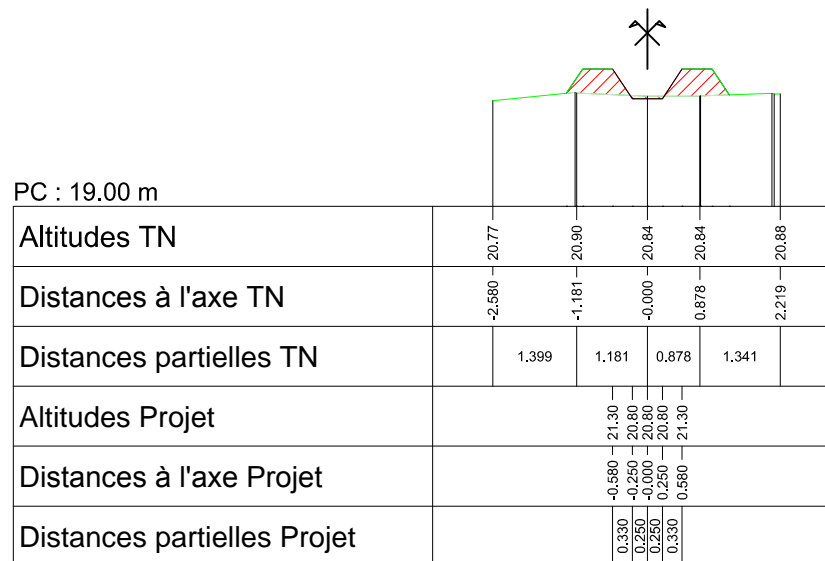 PC : 19.00 m
Altitudes TN 20.77 20.90 20.84 20.84 20.88
Distances à l'axe TN -2.580 -1.181 -0.000 0.878 2.219
Distances partielles TN 1.399 1.181 0.878 1.341
Altitudes Projet 21.30 20.80 20.80 20.80 21.30
Distances à l'axe Projet -0.580 -0.250 -0.000 0.250 0.580
Distances partielles Projet 0.330 0.250 0.250 0.330